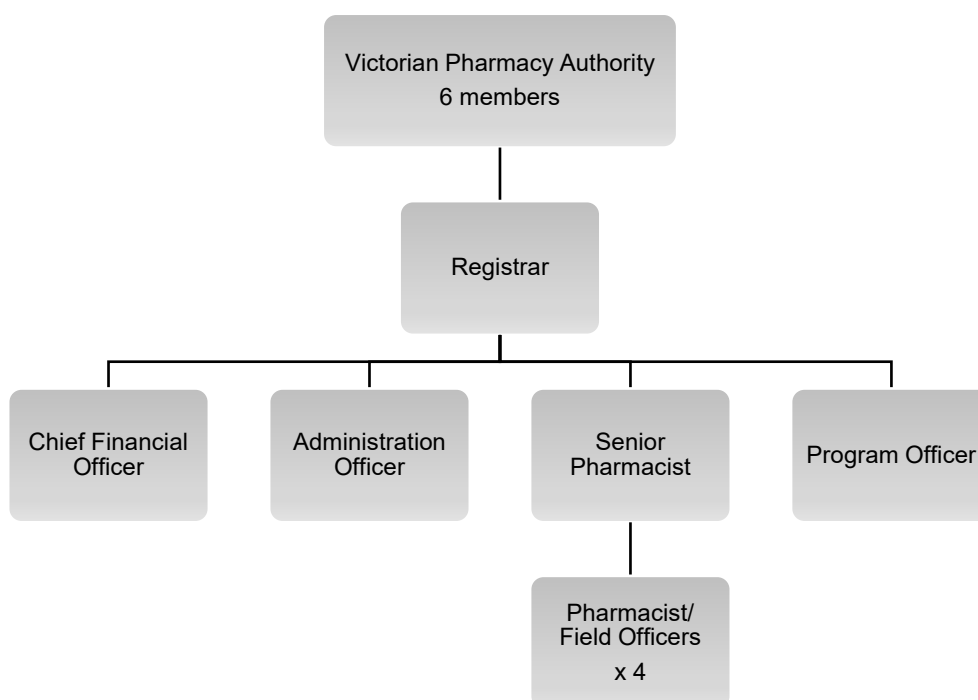 Victorian Pharmacy Authority
6 members
Registrar
Chief Financial
Officer
Administration
Officer
Senior
Pharmacist
Program Officer
Pharmacist/
Field Officers
x 4